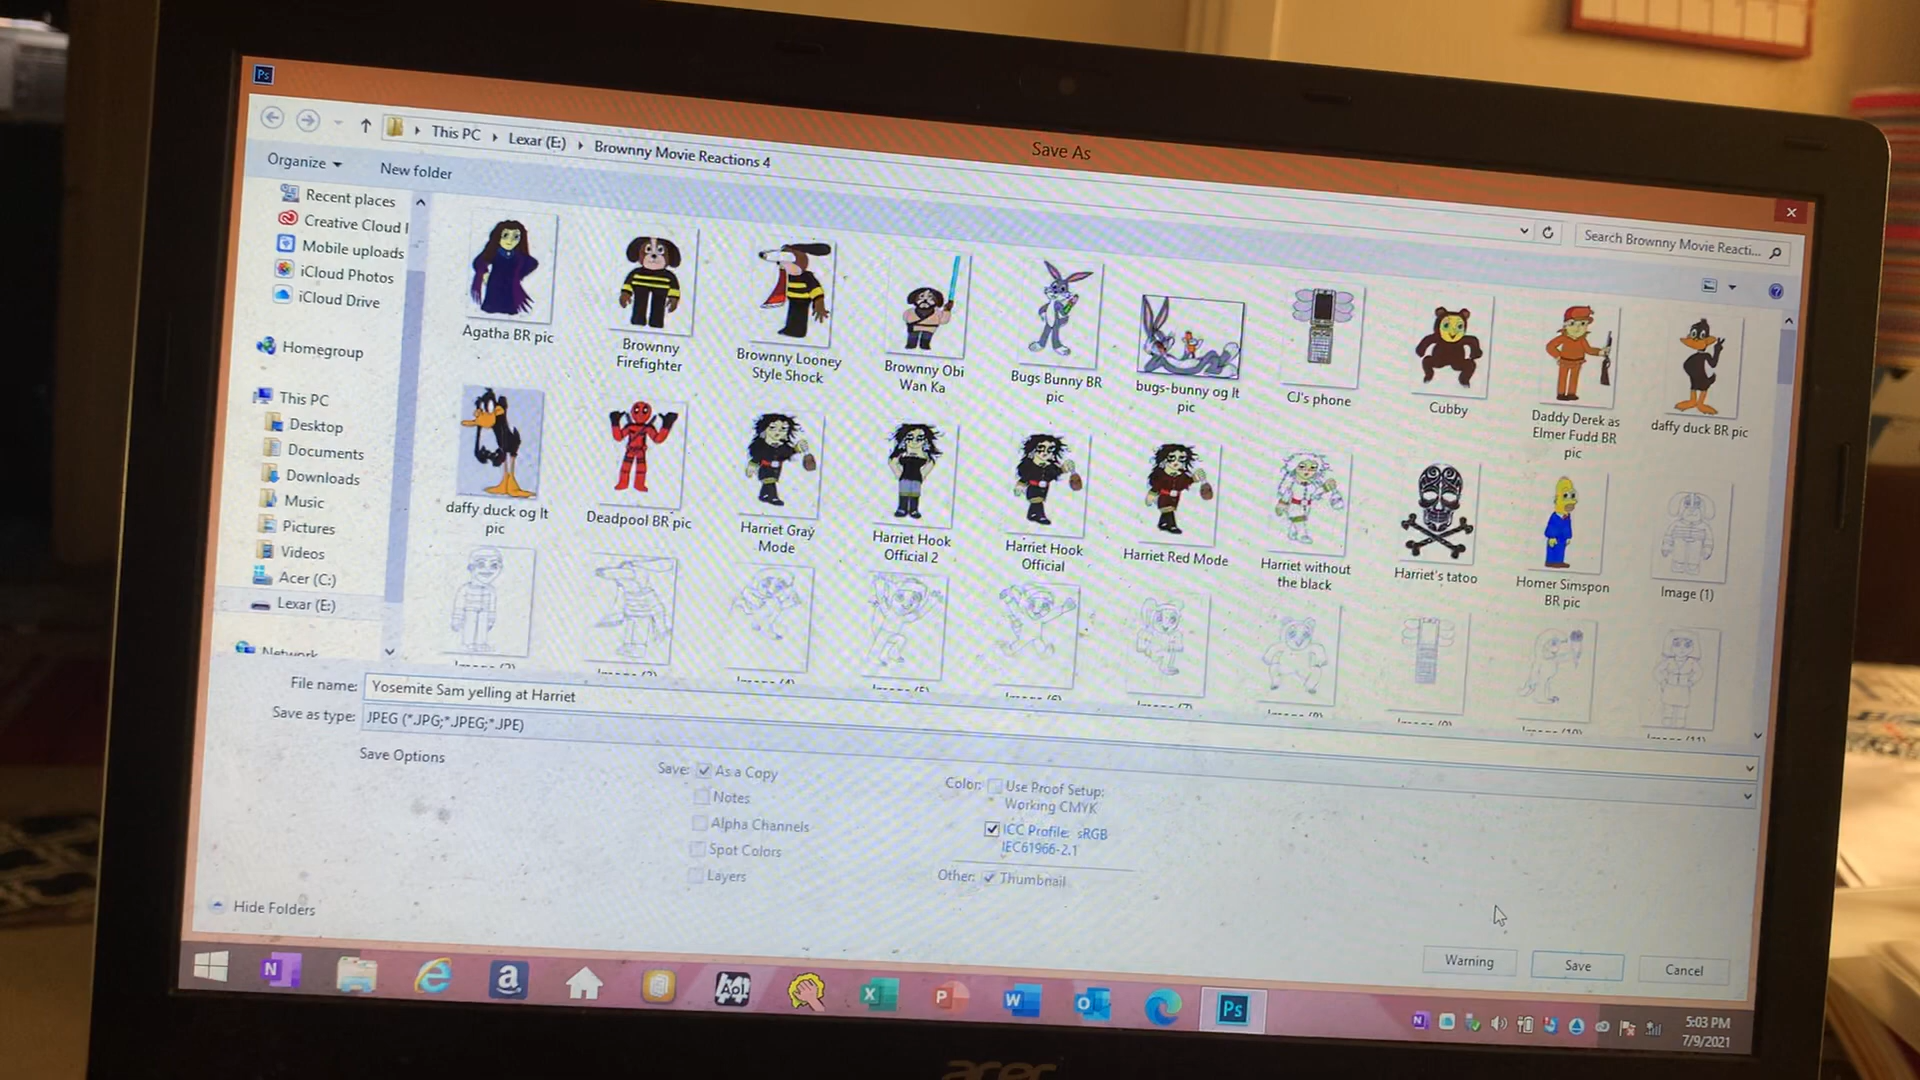 Ps
Save As
This PC
Lexar (E:)
Brownny Movie Reactions 4
Search Brownny Movie Reacti...
Organize
New folder
Recent places
Creative Cloud
Mobile uploads
iCloud Photos
iCloud Drive
Homegroup
This PC
Desktop
Documents
Downloads
Music
Pictures
Videos
Acer (C:)
Lexar (E:)
Network
Agatha BR pic
Brownny
Firefighter
Brownny Looney
Style Shock
Brownny Obi
Wan Ka
Bugs Bunny BR
pic
bugs-bunny og lt
pic
CJ's phone
Cubby
Daddy Derek as
Elmer Fudd BR
pic
daffy duck BR pic
daffy duck og lt
pic
Deadpool BR pic
Harriet Gray
Mode
Harriet Hook
Official 2
Harriet Hook
Official
Harriet Red Mode
Harriet without
the black
Harriet's tatoo
Homer Simspon
BR pic
Image (1)
File name:
Yosemite Sam yelling at Harriet
Save as type:
JPEG (*.JPG;*.JPEG;*.JPE)
Save Options
Save:
As a Copy
Notes
Alpha Channels
Spot Colors
Layers
Color:
Use Proof Setup:
Working CMYK
ICC Profile: sRGB
IEC61966-2.1
Other:
Thumbnail
Hide Folders
Warning
Save
Cancel
N
e
a
Aol.
X
P
W
O
Ps
N
5:03 PM
7/9/2021
acer